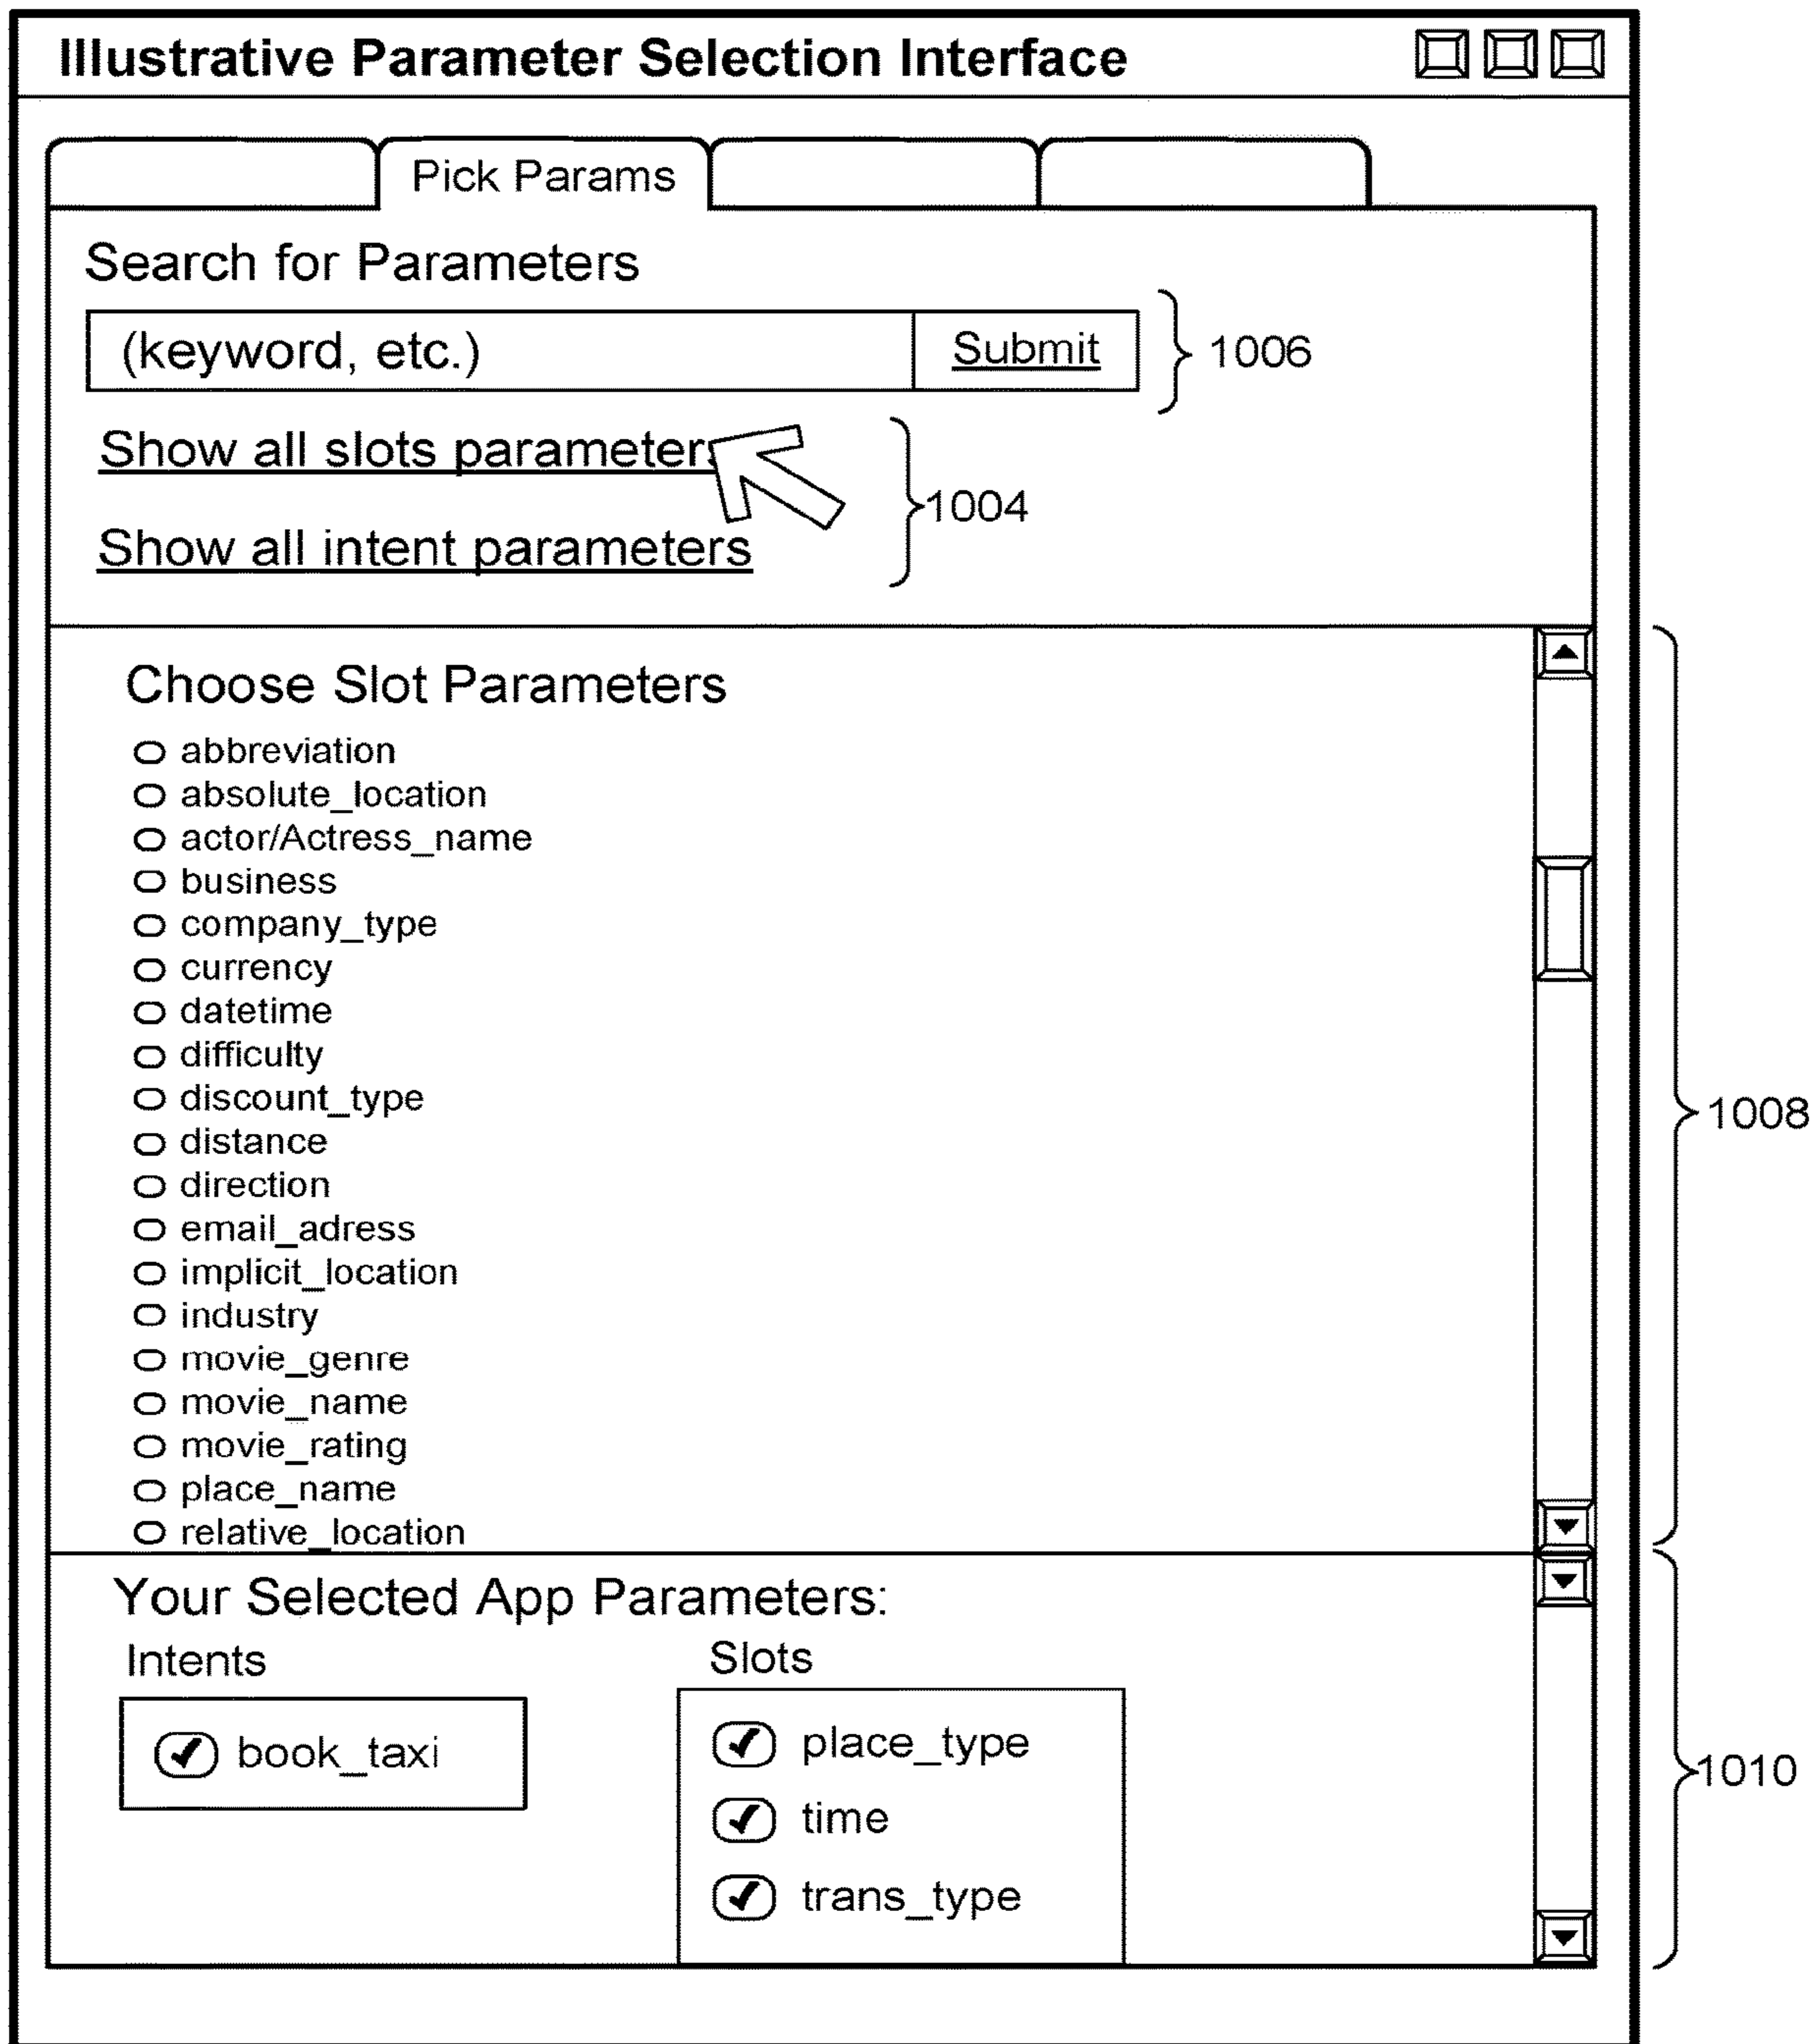 Illustrative Parameter Selection Interface
Pick Params
Search for Parameters
(keyword, etc.) Submit
1006
Show all slots parameters
1004
Show all intent parameters
Choose Slot Parameters
abbreviation
absolute_location
actor/Actress_name
business
company_type
currency
datetime
difficulty
discount_type
distance
direction
email_adress
implicit_location
industry
movie_genre
movie_name
movie_rating
place_name
relative_location
1008
Your Selected App Parameters:
Intents Slots
book_taxi
place_type
time
trans_type
1010